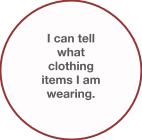 I can tell
what
clothing
items I am
wearing.